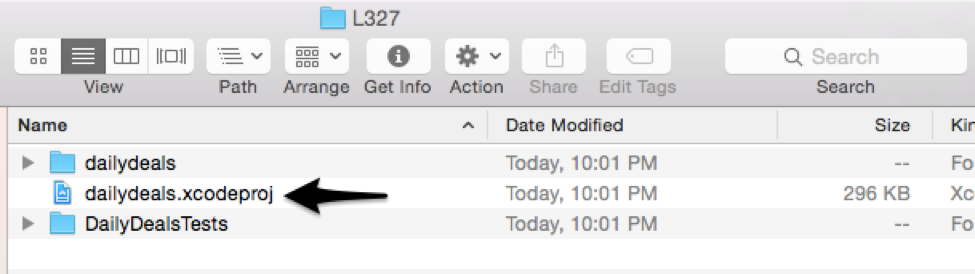 L327
View Path Arrange Get Info Action Share Edit Tags Search
Search
Name Date Modified Size Kin
dailydeals Today, 10:01 PM -- Fo
dailydeals.xcodeproj Today, 10:01 PM 296 KB Xc
DailyDealsTests Today, 10:01 PM -- Fo